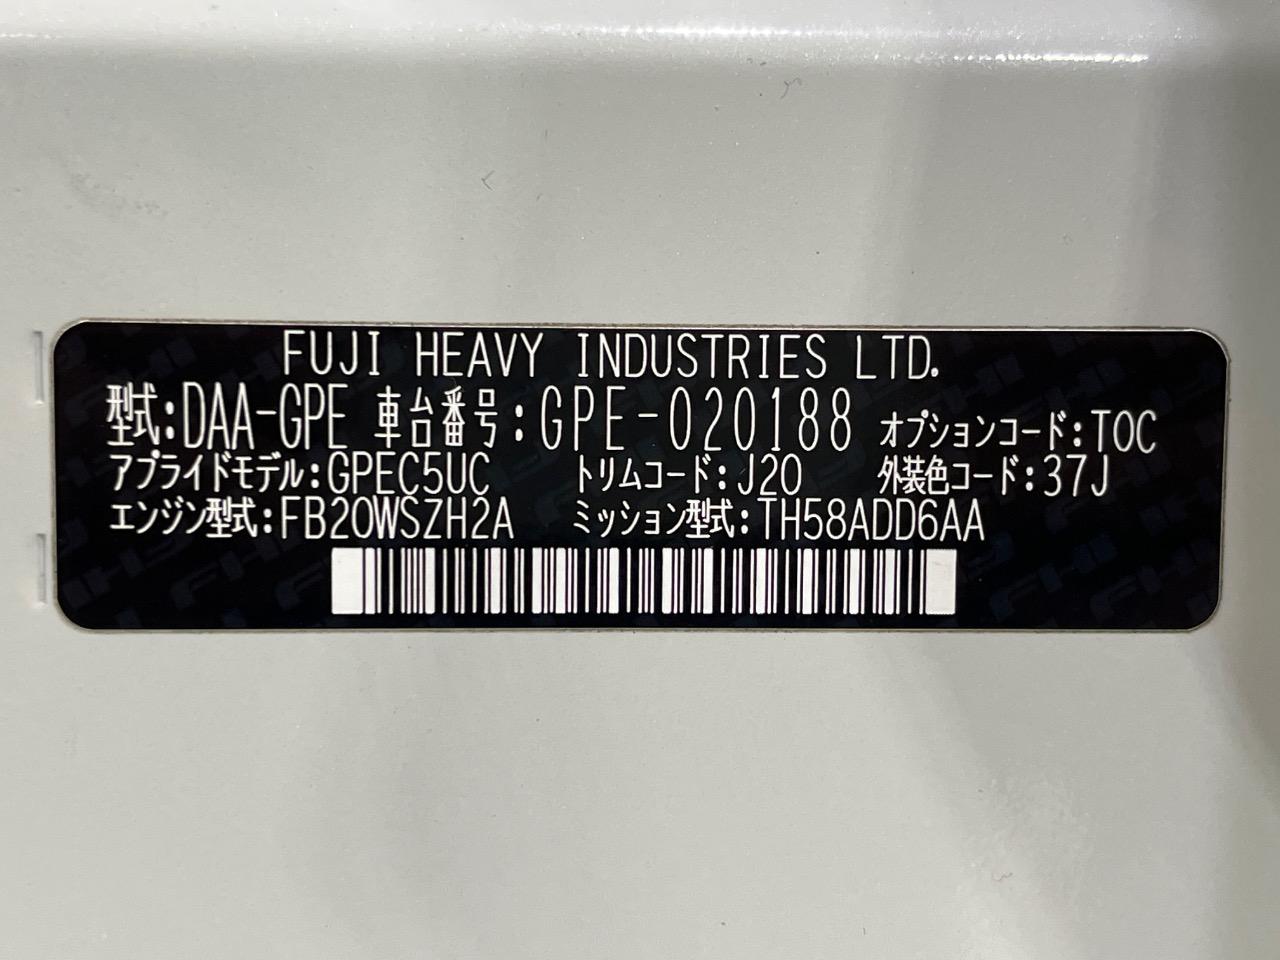 FUJI HEAVY INDUSTRIES LTD.
型式:DAA-GPE 車台番号:GPE-020188 オプションコード:TOC
アプライドモデル:GPEC5UC トリムコード:J20 外装色コード:37J
エンジン型式:FB20WSZH2A ミッション型式:TH58ADD6AA